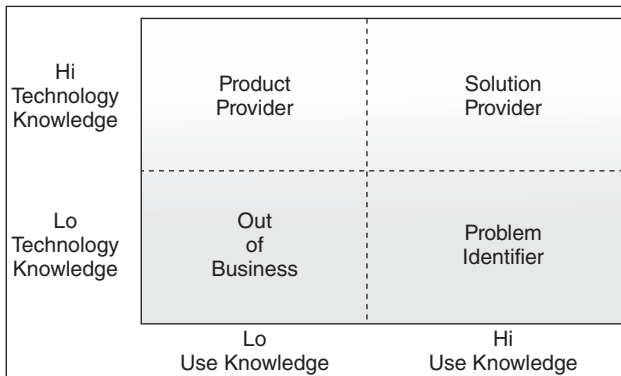 Hi
Technology
Knowledge
Product
Provider
Solution
Provider
Lo
Technology
Knowledge
Out
of
Business
Problem
Identifier
Lo
Use Knowledge
Hi
Use Knowledge